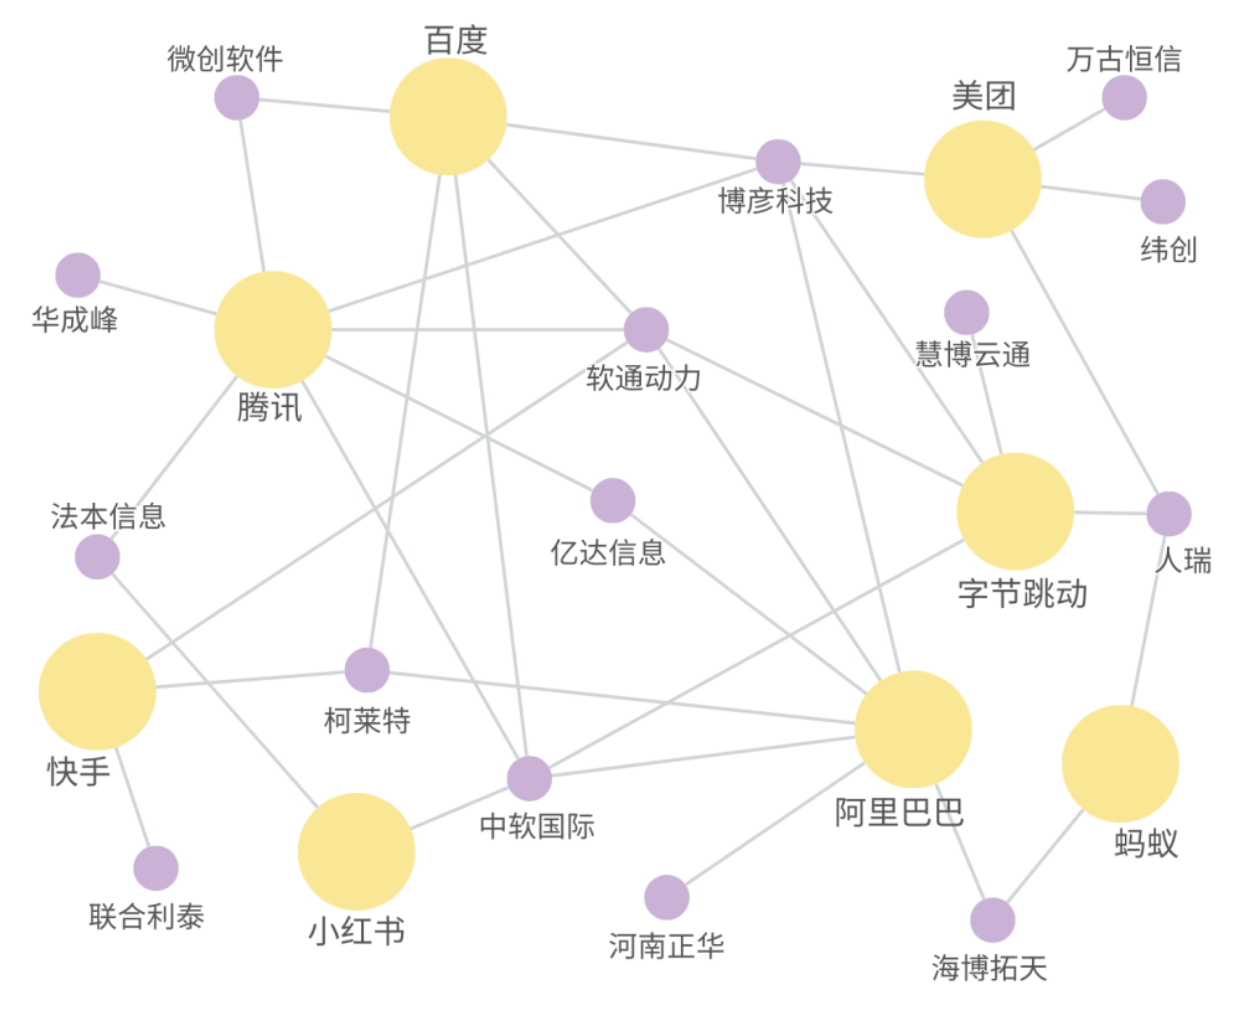 百度
微创软件
万古恒信
美团
博彦科技
纬创
华成峰
慧博云通
软通动力
腾讯
法本信息
亿达信息
人瑞
字节跳动
柯莱特
快手
阿里巴巴
中软国际
蚂蚁
联合利泰
小红书
河南正华
海博拓天